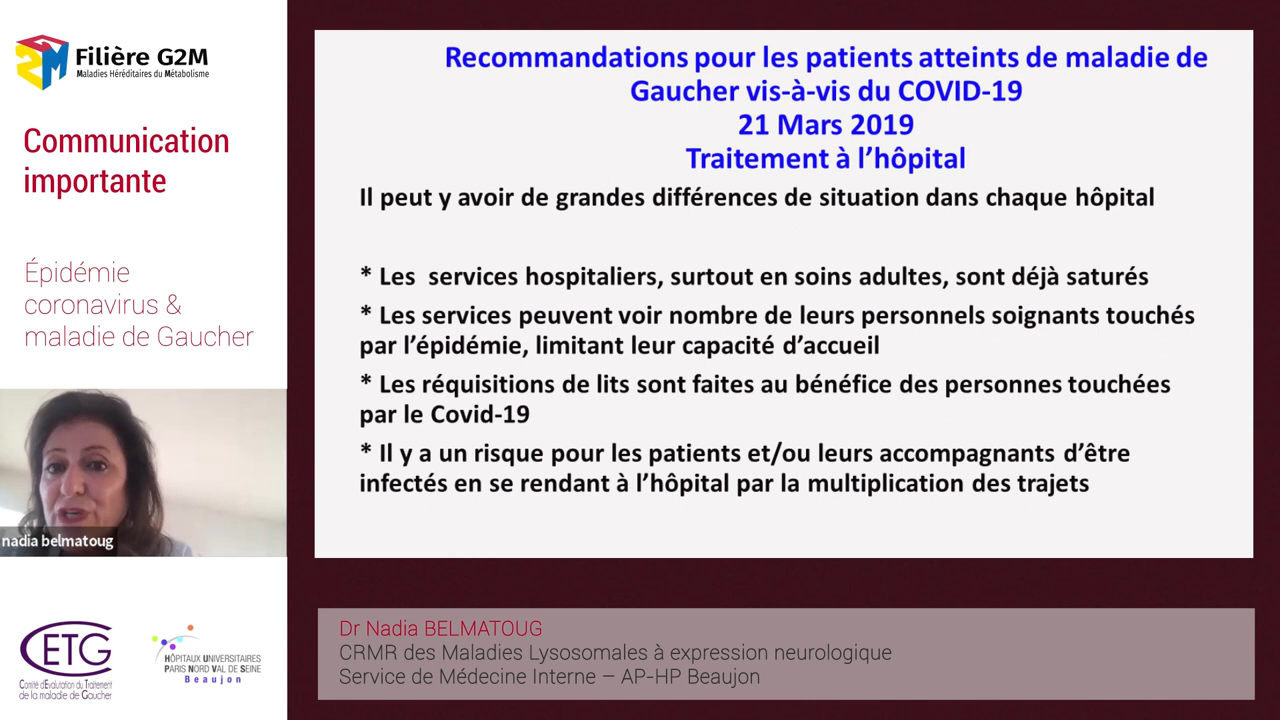 Filière G2M
Maladies Héréditaires du Métabolisme
Communication
importante
Épidémie
coronavirus &
maladie de Gaucher
nadia belmatoug
CETG
Comité d'Evalutation du Traitement
de la maladie de Gaucher
HÔPITAUX UNIVERSITAIRES
PARIS NORD VAL DE SEINE
Beaujon
Recommandations pour les patients atteints de maladie de
Gaucher vis-à-vis du COVID-19
21 Mars 2019
Traitement à l’hôpital
Il peut y avoir de grandes différences de situation dans chaque hôpital
* Les services hospitaliers, surtout en soins adultes, sont déjà saturés
* Les services peuvent voir nombre de leurs personnels soignants touchés
par l’épidémie, limitant leur capacité d’accueil
* Les réquisitions de lits sont faites au bénéfice des personnes touchées
par le Covid-19
* Il y a un risque pour les patients et/ou leurs accompagnants d’être
infectés en se rendant à l’hôpital par la multiplication des trajets
Dr Nadia BELMATOUG
CRMR des Maladies Lysosomales à expression neurologique
Service de Médecine Interne – AP-HP Beaujon